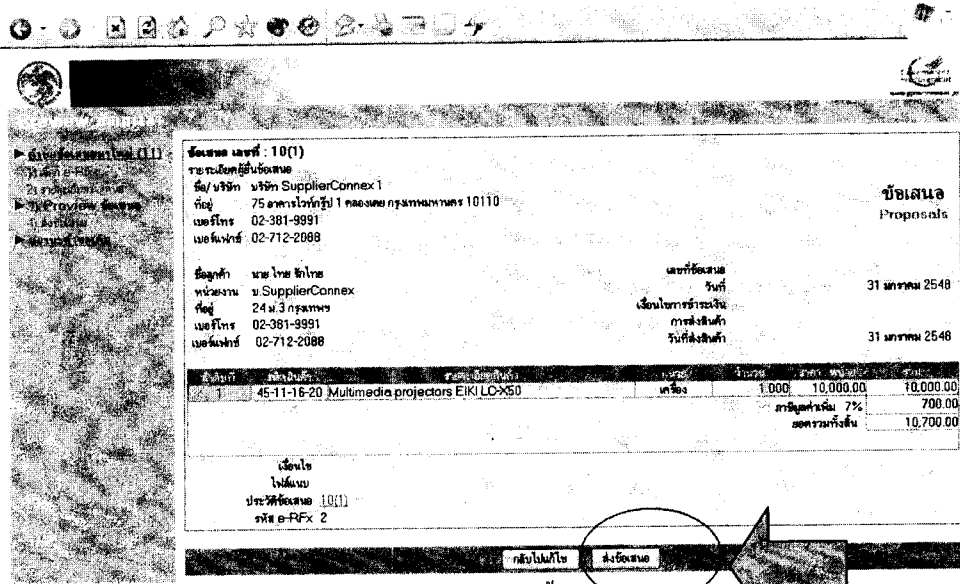 ข้อเสนอ เลขที่ : 10(1)
รายระเอียดผู้ยื่นข้อเสนอ
ชื่อ/ บริษัท บริษัท SupplierConnex 1
ที่อยู่ 75 อาคารไวท์กรุ๊ป 1 คลองเตย กรุงเทพมหานคร 10110
เบอร์โทร 02-381-9991
เบอร์แฟกซ์ 02-712-2088
ข้อเสนอ
Proposals
ชื่อลูกค้า นาย ไทย รักไทย
หน่วยงาน บ.SupplierConnex
ที่อยู่ 24 ม.3 กรุงเทพฯ
เบอร์โทร 02-381-9991
เบอร์แฟกซ์ 02-712-2088
เลขที่ข้อเสนอ
วันที่ 31 มกราคม 2548
เงื่อนไขการชำระเงิน
การส่งสินค้า
วันที่ส่งสินค้า 31 มกราคม 2548
1 45-11-16-20 Multimedia projectors EIKI LC-X50 เครื่อง 1.000 10,000.00 10,000.00
ภาษีมูลค่าเพิ่ม 7% 700.00
ยอดรวมทั้งสิ้น 10,700.00
เงื่อนไข
ไฟล์แนบ
ประวัติข้อเสนอ 10(1)
รหัส e-RFx 2
กลับไปแก้ไข ส่งข้อเสนอ